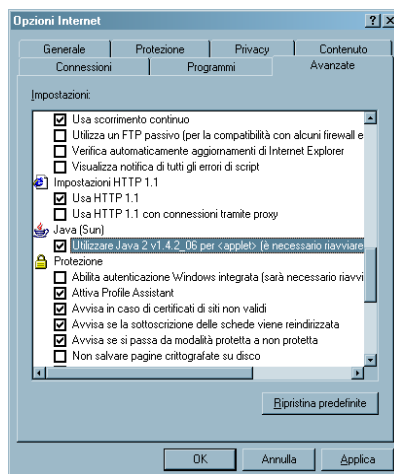 Opzioni Internet
Generale Protezione Privacy Contenuto
Connessioni Programmi Avanzate
Impostazioni:
Usa scorrimento continuo
Utilizza un FTP passivo (per la compatibilità con alcuni firewall e
Verifica automaticamente aggiornamenti di Internet Explorer
Visualizza notifica di tutti gli errori di script
Impostazioni HTTP 1.1
Usa HTTP 1.1
Usa HTTP 1.1 con connessioni tramite proxy
Java (Sun)
Utilizzare Java 2 v1.4.2_06 per <applet> (è necessario riavviare
Protezione
Abilita autenticazione Windows integrata (sarà necessario riavvi
Attiva Profile Assistant
Avvisa in caso di certificati di siti non validi
Avvisa se la sottoscrizione delle schede viene reindirizzata
Avvisa se si passa da modalità protetta a non protetta
Non salvare pagine crittografate su disco
Ripristina predefinite
OK Annulla Applica